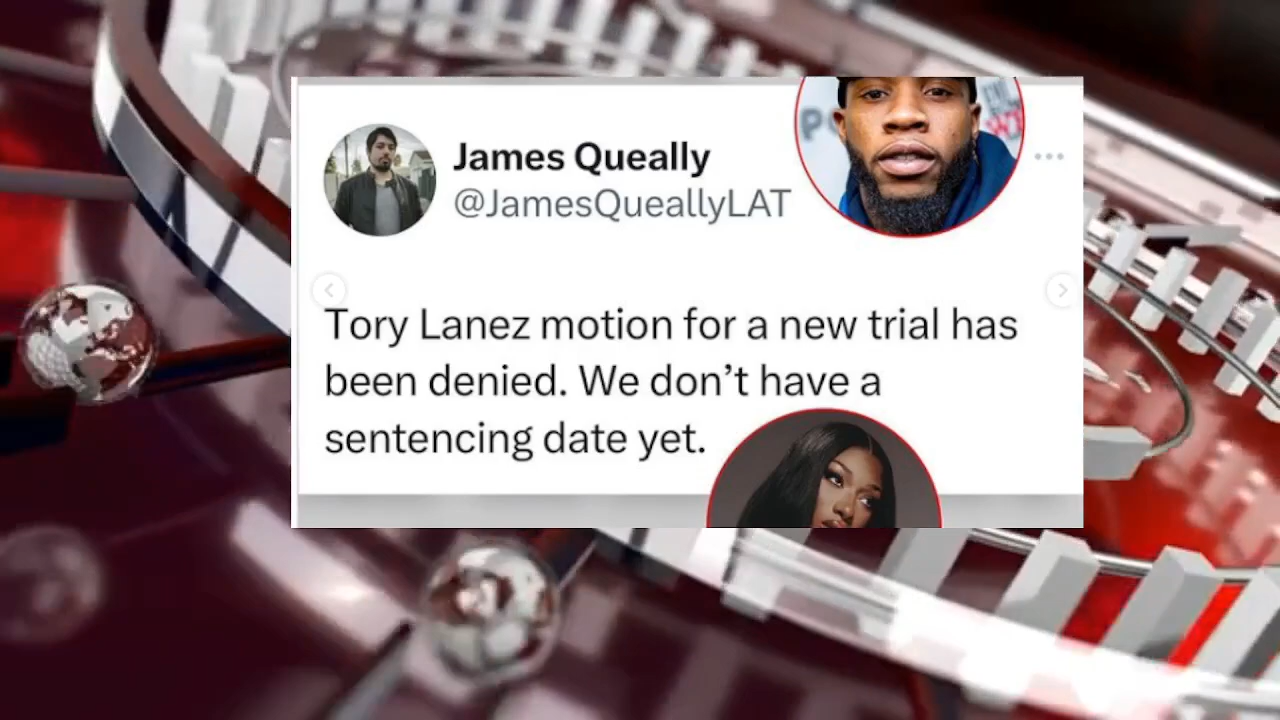 James Queally
@JamesQueallyLAT
Tory Lanez motion for a new trial has
been denied. We don’t have a
sentencing date yet.